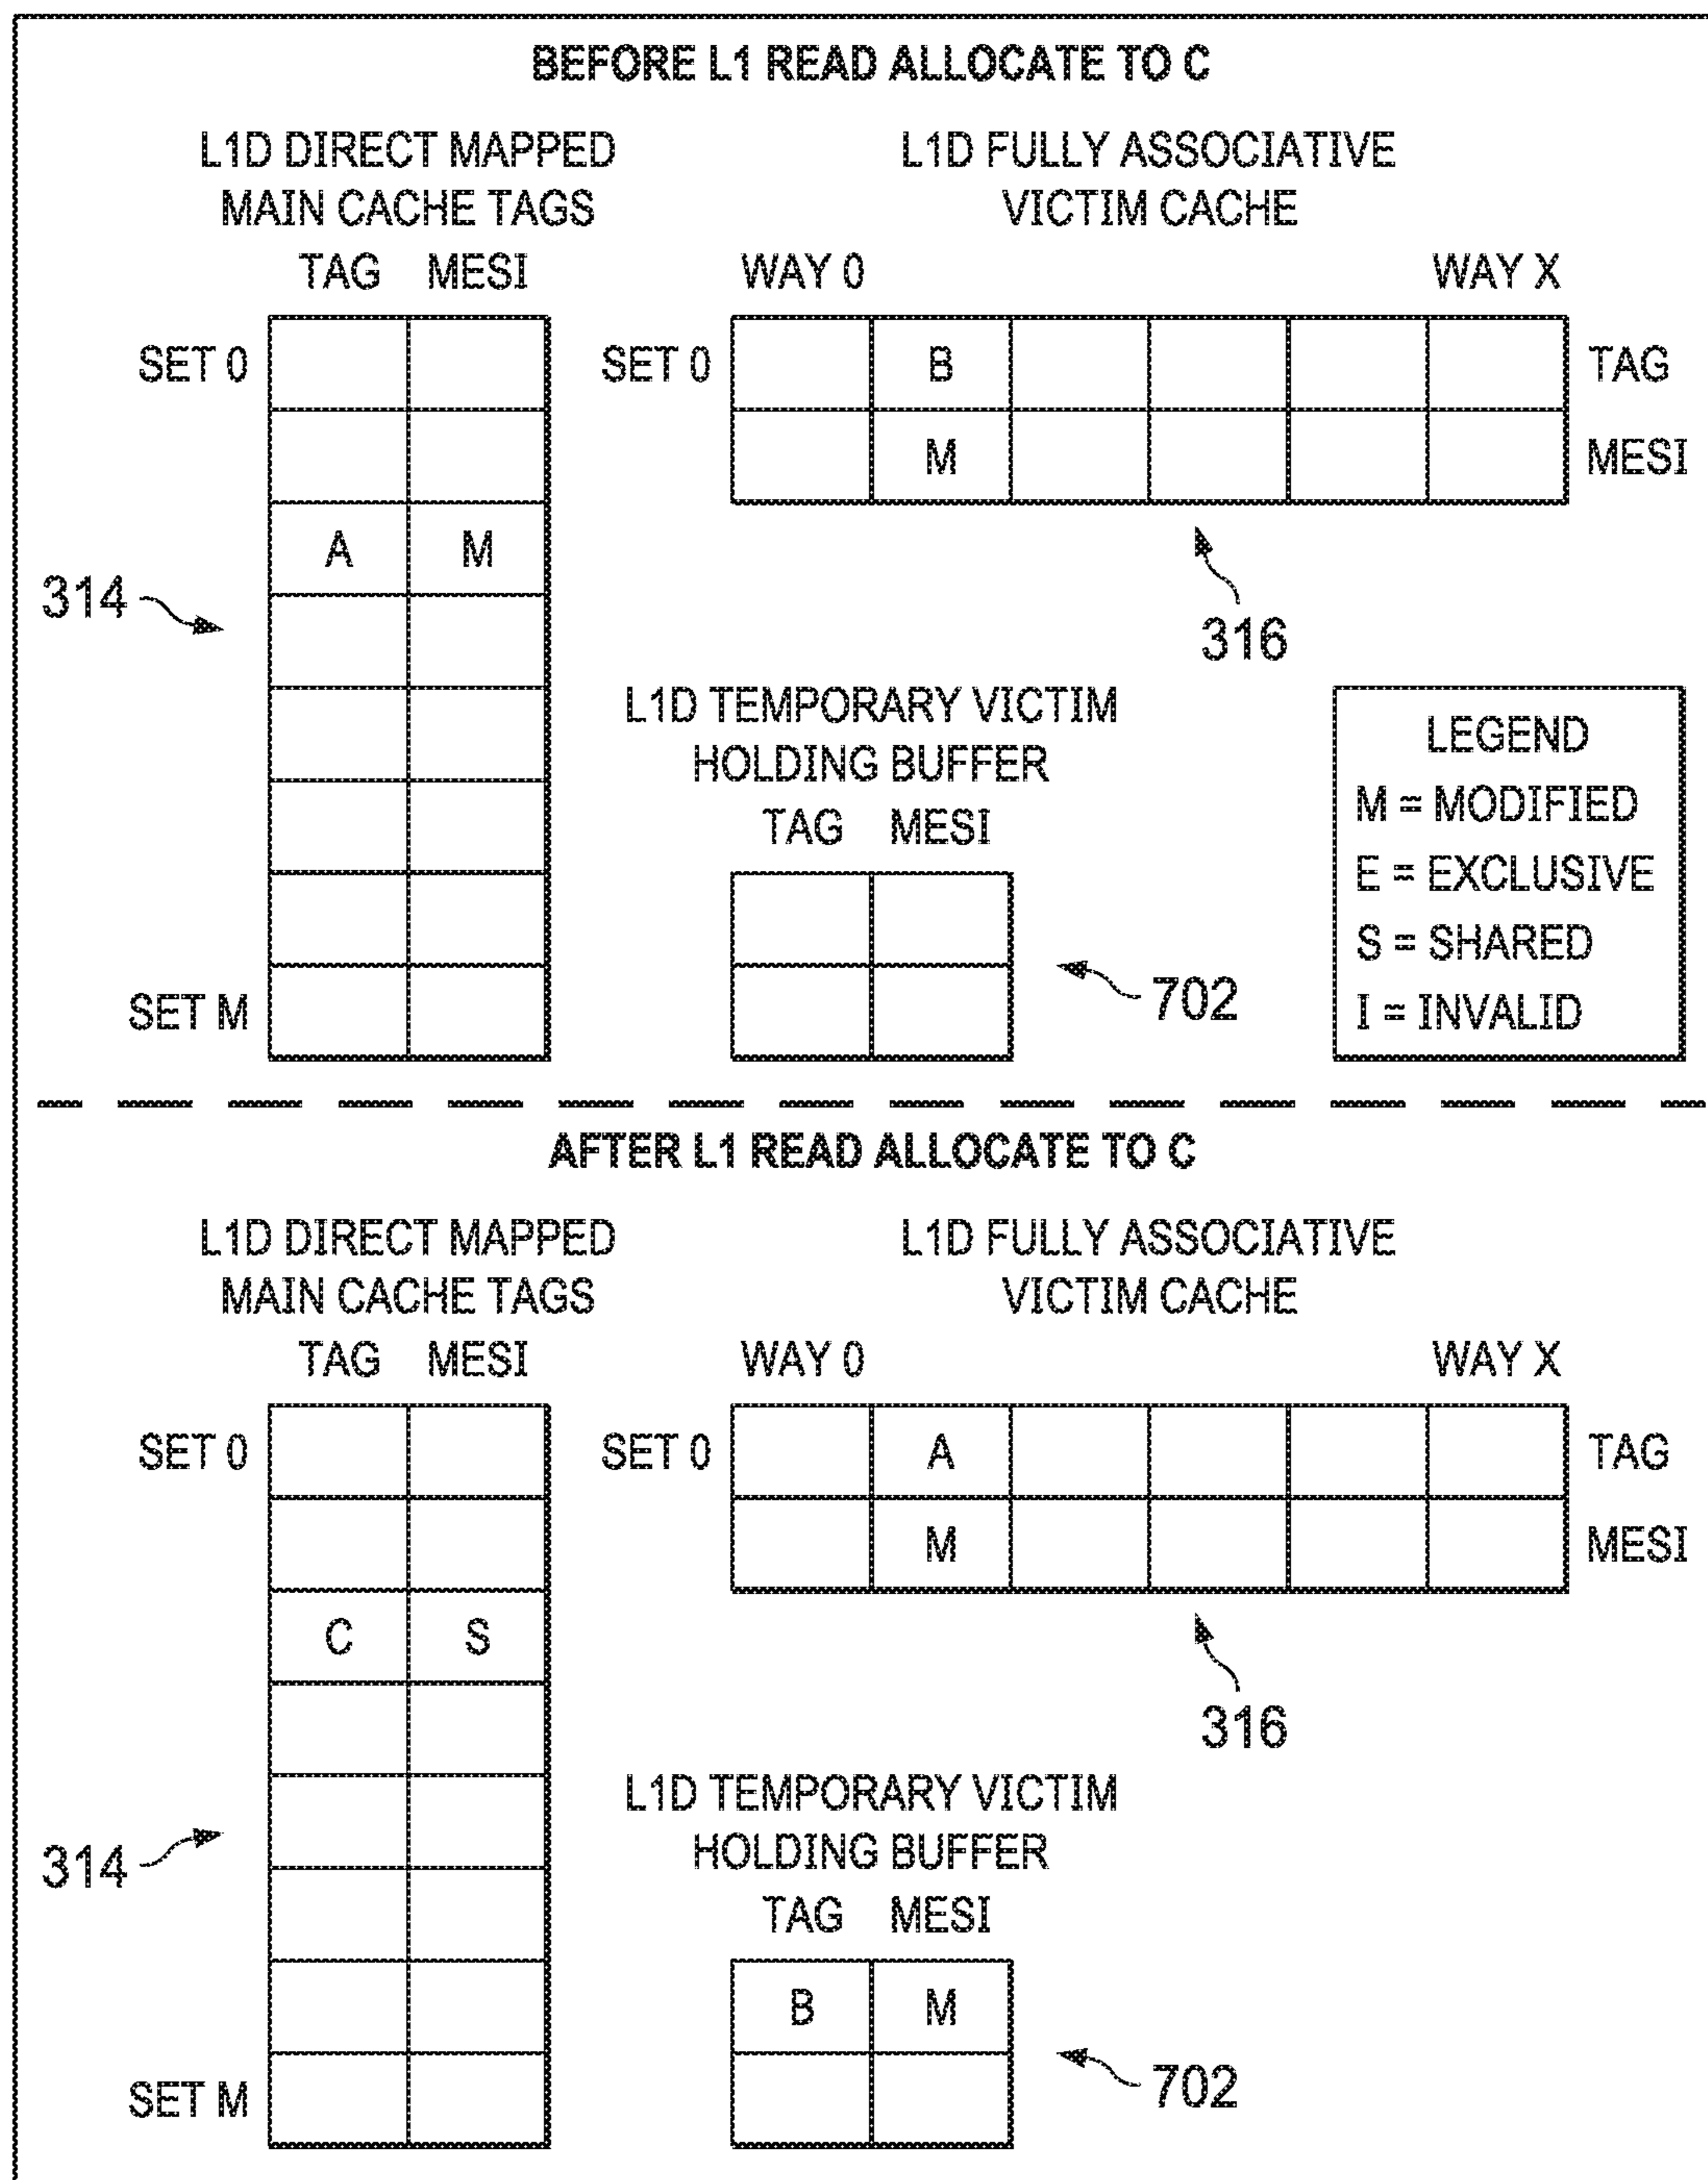 BEFORE L1 READ ALLOCATE TO C
L1D DIRECT MAPPED
MAIN CACHE TAGS
TAG MESI
L1D FULLY ASSOCIATIVE
VICTIM CACHE
WAY 0 WAY X
SET 0
SET 0 B TAG
M MESI
A M
314
316
L1D TEMPORARY VICTIM
HOLDING BUFFER
TAG MESI
702
SET M
LEGEND
M = MODIFIED
E = EXCLUSIVE
S = SHARED
I = INVALID
AFTER L1 READ ALLOCATE TO C
L1D DIRECT MAPPED
MAIN CACHE TAGS
TAG MESI
L1D FULLY ASSOCIATIVE
VICTIM CACHE
WAY 0 WAY X
SET 0
SET 0 A TAG
M MESI
C S
314
316
L1D TEMPORARY VICTIM
HOLDING BUFFER
TAG MESI
B M
702
SET M